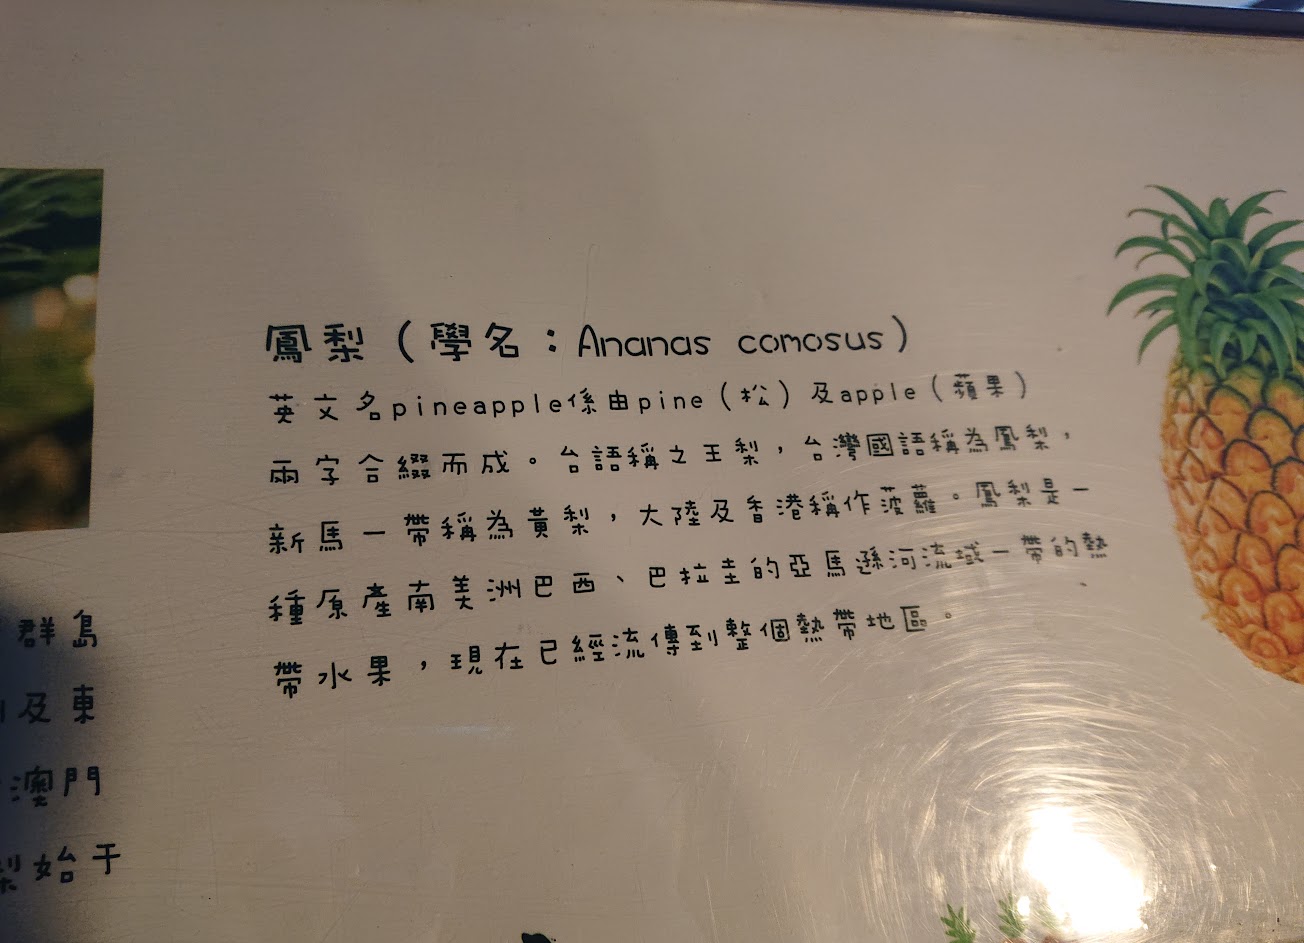 鳳梨(學名:Ananas comosus)
英文名pineapple係由pine(松)及apple(蘋果)
兩字合綴而成。台語稱之王梨,台灣國語稱為鳳梨,
新馬一帶稱為黃梨,大陸及香港稱作菠蘿。鳳梨是一
種原產南美洲巴西、巴拉圭的亞馬遜河流域一帶的熱
帶水果,現在已經流傳到整個熱帶地區。
群島
及東
澳門
梨始于